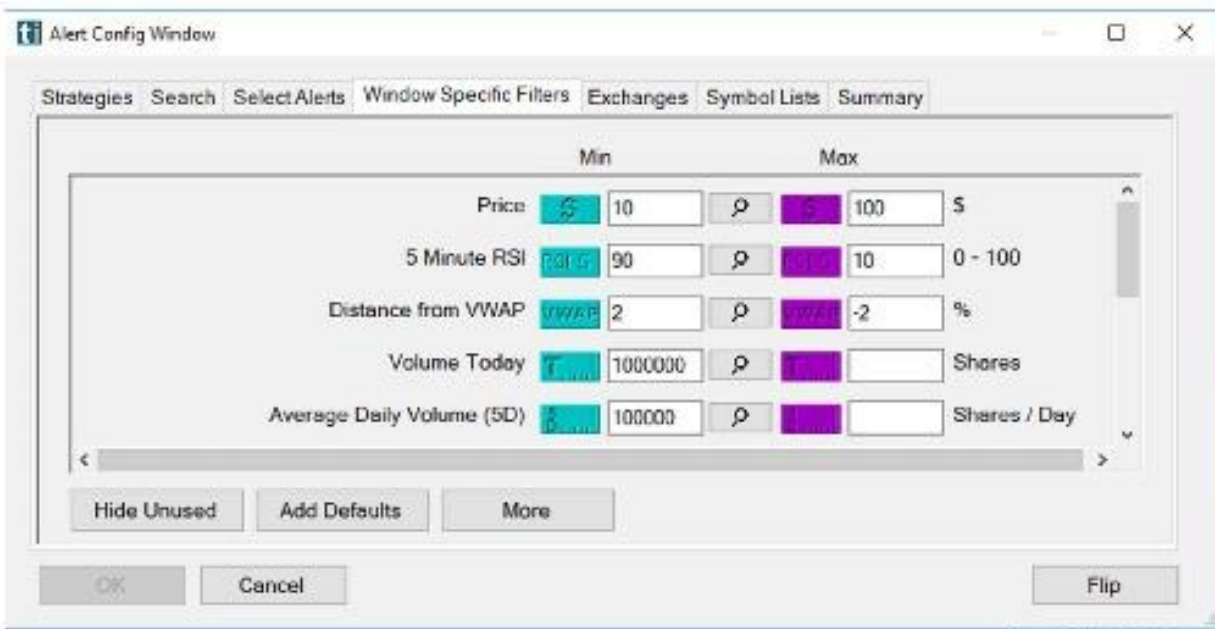 ti Alert Config Window
Strategies Search Select Alerts Window Specific Filters Exchanges Symbol Lists Summary
Min Max
Price $ 10 $ 100 $
5 Minute RSI 90 10 0 - 100
Distance from VWAP VWAP 2 VWAP -2 %
Volume Today 1000000 Shares
Average Daily Volume (5D) 100000 Shares / Day
Hide Unused Add Defaults More
OK Cancel Flip